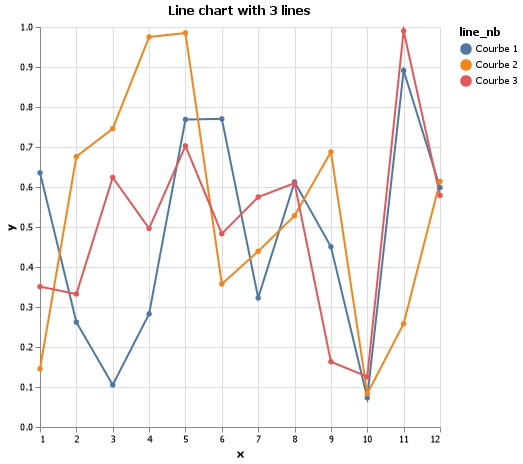 Line chart with 3 lines
line_nb
Courbe 1
Courbe 2
Courbe 3
1.0
0.9
0.8
0.7
0.6
0.5
0.4
0.3
0.2
0.1
0.0
y
1 2 3 4 5 6 7 8 9 10 11 12
x